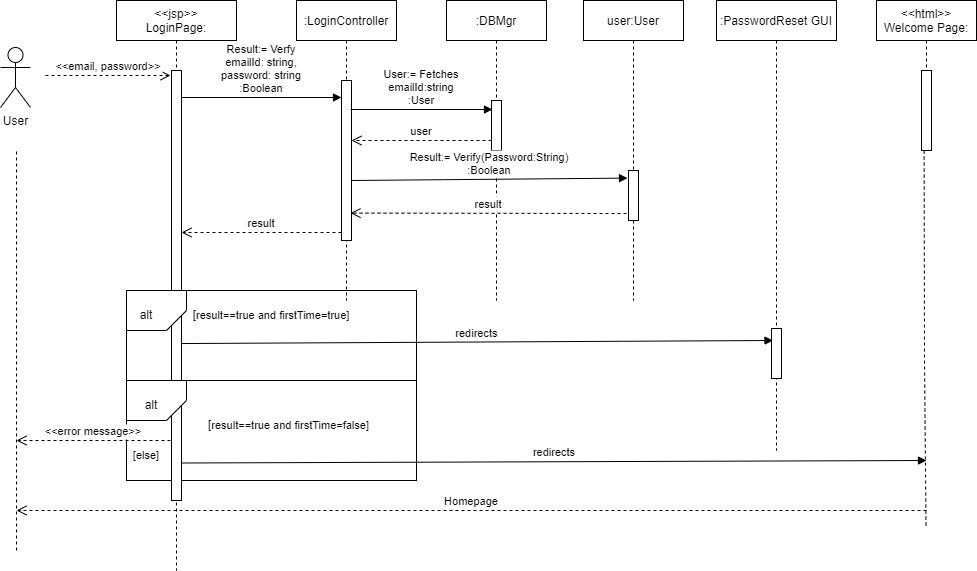 <<jsp>>
LoginPage:
:LoginController
:DBMgr
user:User
:PasswordReset GUI
<<html>>
Welcome Page:
User
<<email, password>>
Result:= Verfy
emailId: string,
password: string
:Boolean
User:= Fetches
emailId:string
:User
user
Result:= Verify(Password:String)
:Boolean
result
result
alt
[result==true and firstTime=true]
redirects
alt
[result==true and firstTime=false]
<<error message>>
[else]
redirects
Homepage